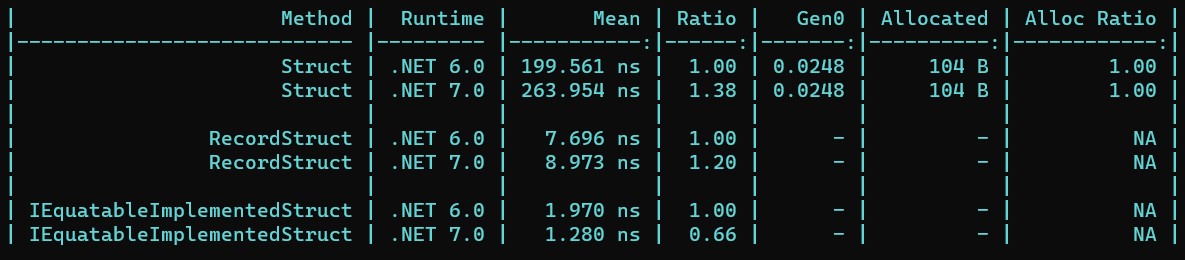 |                     Method |  Runtime |       Mean | Ratio |   Gen0 | Allocated | Alloc Ratio |
|--------------------------- |--------- |-----------:|------:|-------:|----------:|------------:|
|                     Struct | .NET 6.0 | 199.561 ns |  1.00 | 0.0248 |     104 B |        1.00 |
|                     Struct | .NET 7.0 | 263.954 ns |  1.38 | 0.0248 |     104 B |        1.00 |
|                            |          |            |       |        |           |             |
|               RecordStruct | .NET 6.0 |   7.696 ns |  1.00 |      - |         - |          NA |
|               RecordStruct | .NET 7.0 |   8.973 ns |  1.20 |      - |         - |          NA |
|                            |          |            |       |        |           |             |
| IEquatableImplementedStruct | .NET 6.0 |   1.970 ns |  1.00 |      - |         - |          NA |
| IEquatableImplementedStruct | .NET 7.0 |   1.280 ns |  0.66 |      - |         - |          NA |